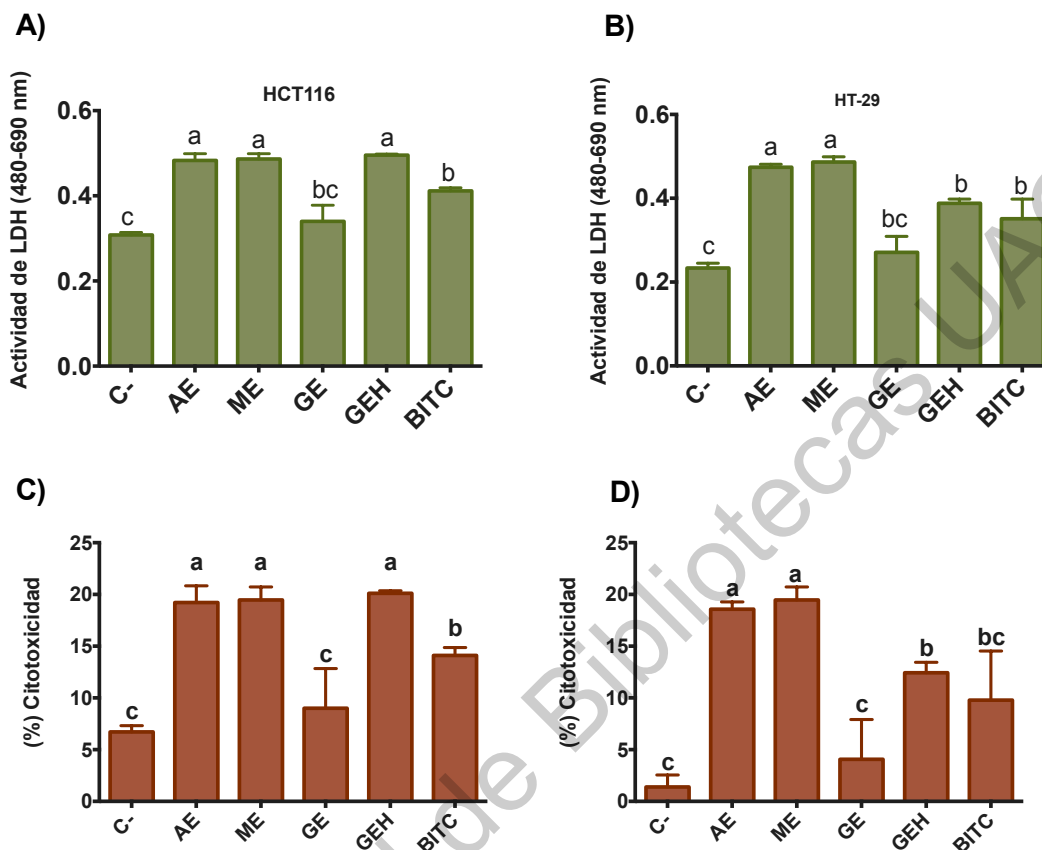 A)
HCT116
Actividad de LDH (480-690 nm)
0.6
0.4
0.2
0.0
c
a
a
bc
a
b
C-
AE
ME
GE
GEH
BITC
B)
HT-29
Actividad de LDH (480-690 nm)
0.6
0.4
0.2
0.0
c
a
a
bc
b
b
C-
AE
ME
GE
GEH
BITC
C)
(%) Citotoxicidad
25
20
15
10
5
0
c
a
a
c
a
b
C-
AE
ME
GE
GEH
BITC
D)
(%) Citotoxicidad
25
20
15
10
5
0
c
a
a
c
b
bc
C-
AE
ME
GE
GEH
BITC
de Bibliotecas